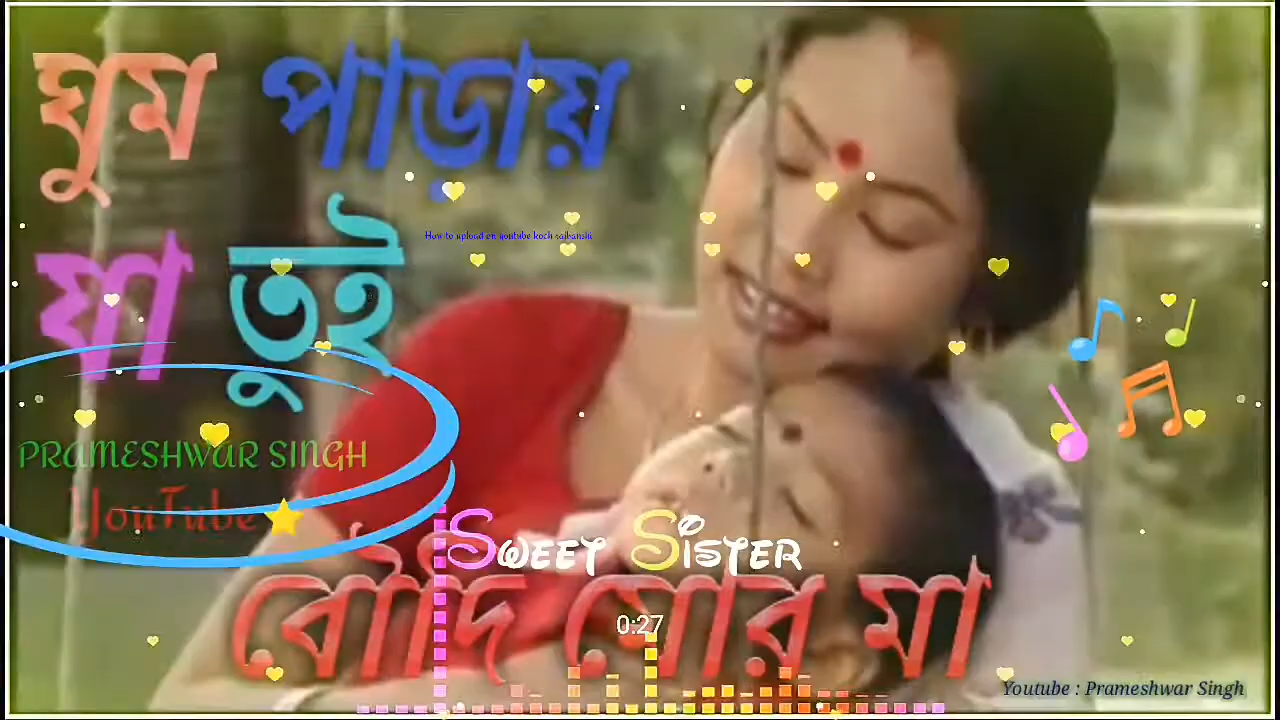 ঘুম পাড়ায়
যা তুই
How to upload on youtube koch rajbanshi
PRAMESHWAR SINGH
YouTube
SWEET SISTER
বৌদি মোর মা
0:27
Youtube : Prameshwar Singh